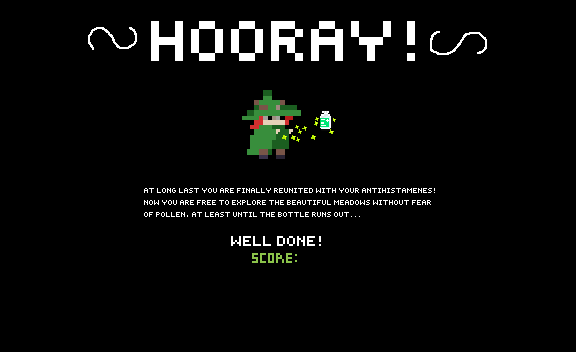 HOORAY!
AT LONG LAST YOU ARE FINALLY REUNITED WITH YOUR ANTIHISTAMENES!
NOW YOU ARE FREE TO EXPLORE THE BEAUTIFUL MEADOWS WITHOUT FEAR
OF POLLEN. AT LEAST UNTIL THE BOTTLE RUNS OUT...
WELL DONE!
SCORE: